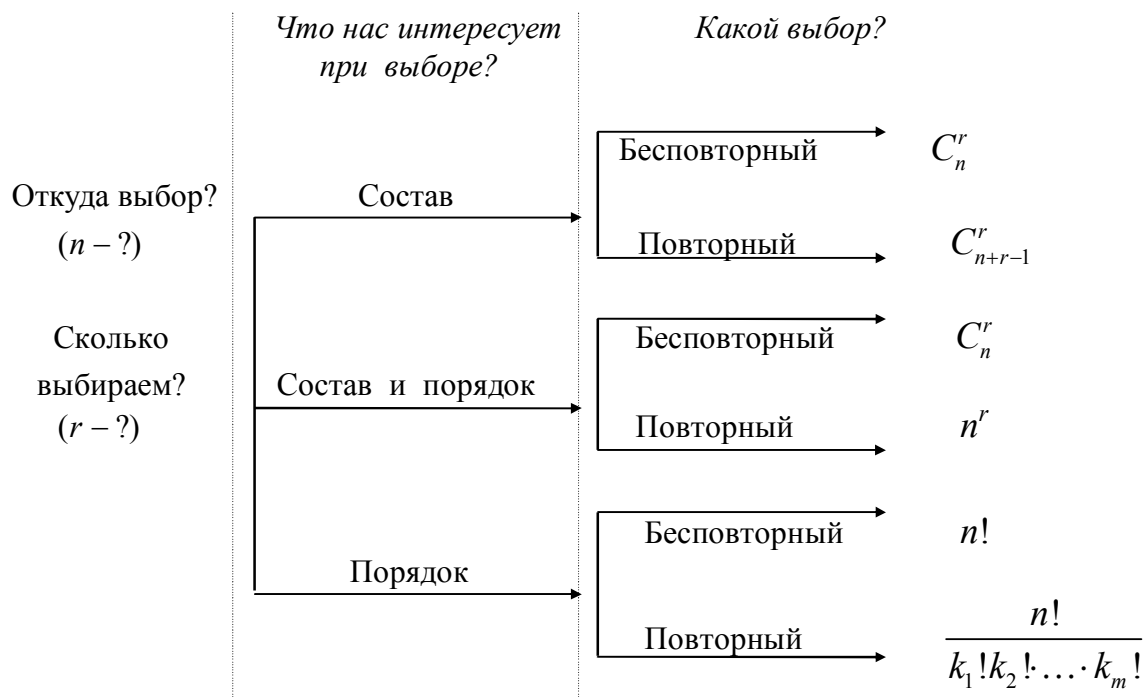 Что нас интересует
при выборе?
Какой выбор?
Откуда выбор?
(n – ?)
Сколько
выбираем?
(r – ?)
Состав
Бесповторный
C_n^r
Повторный
C_{n+r-1}^r
Состав и порядок
Бесповторный
C_n^r
Повторный
n^r
Порядок
Бесповторный
n!
Повторный
n!
k_1!k_2!·…·k_m!